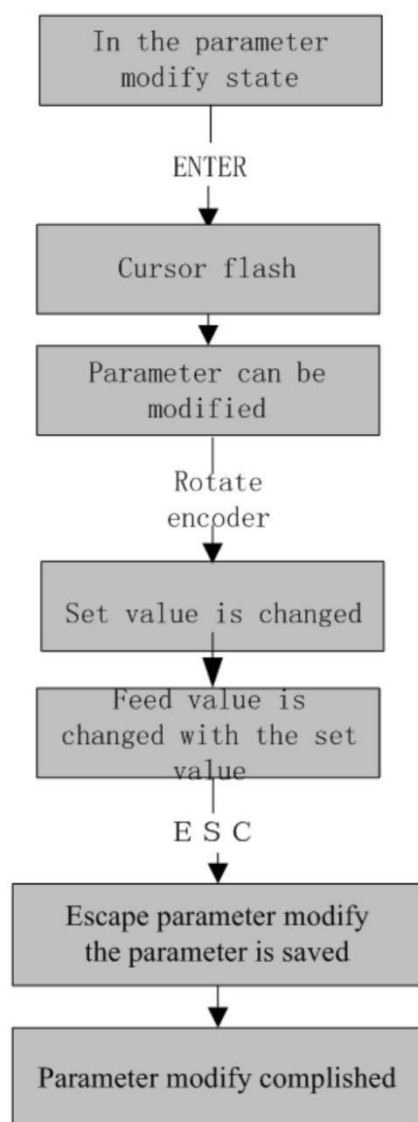 In the parameter
modify state
ENTER
Cursor flash
Parameter can be
modified
Rotate
encoder
Set value is changed
Feed value is
changed with the set
value
ESC
Escape parameter modify
the parameter is saved
Parameter modify complished